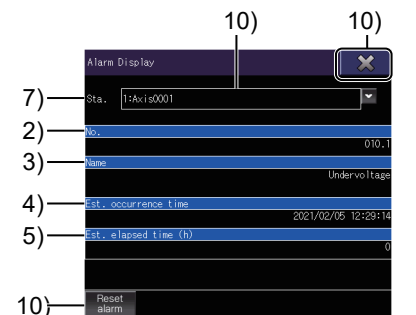 10) 10)
Alarm Display
7) Sta. 1:Axis0001
2) No.
010.1
3) Name
Undervoltage
4) Est. occurrence time
2021/02/05 12:29:14
5) Est. elapsed time (h)
0
10) Reset
alarm